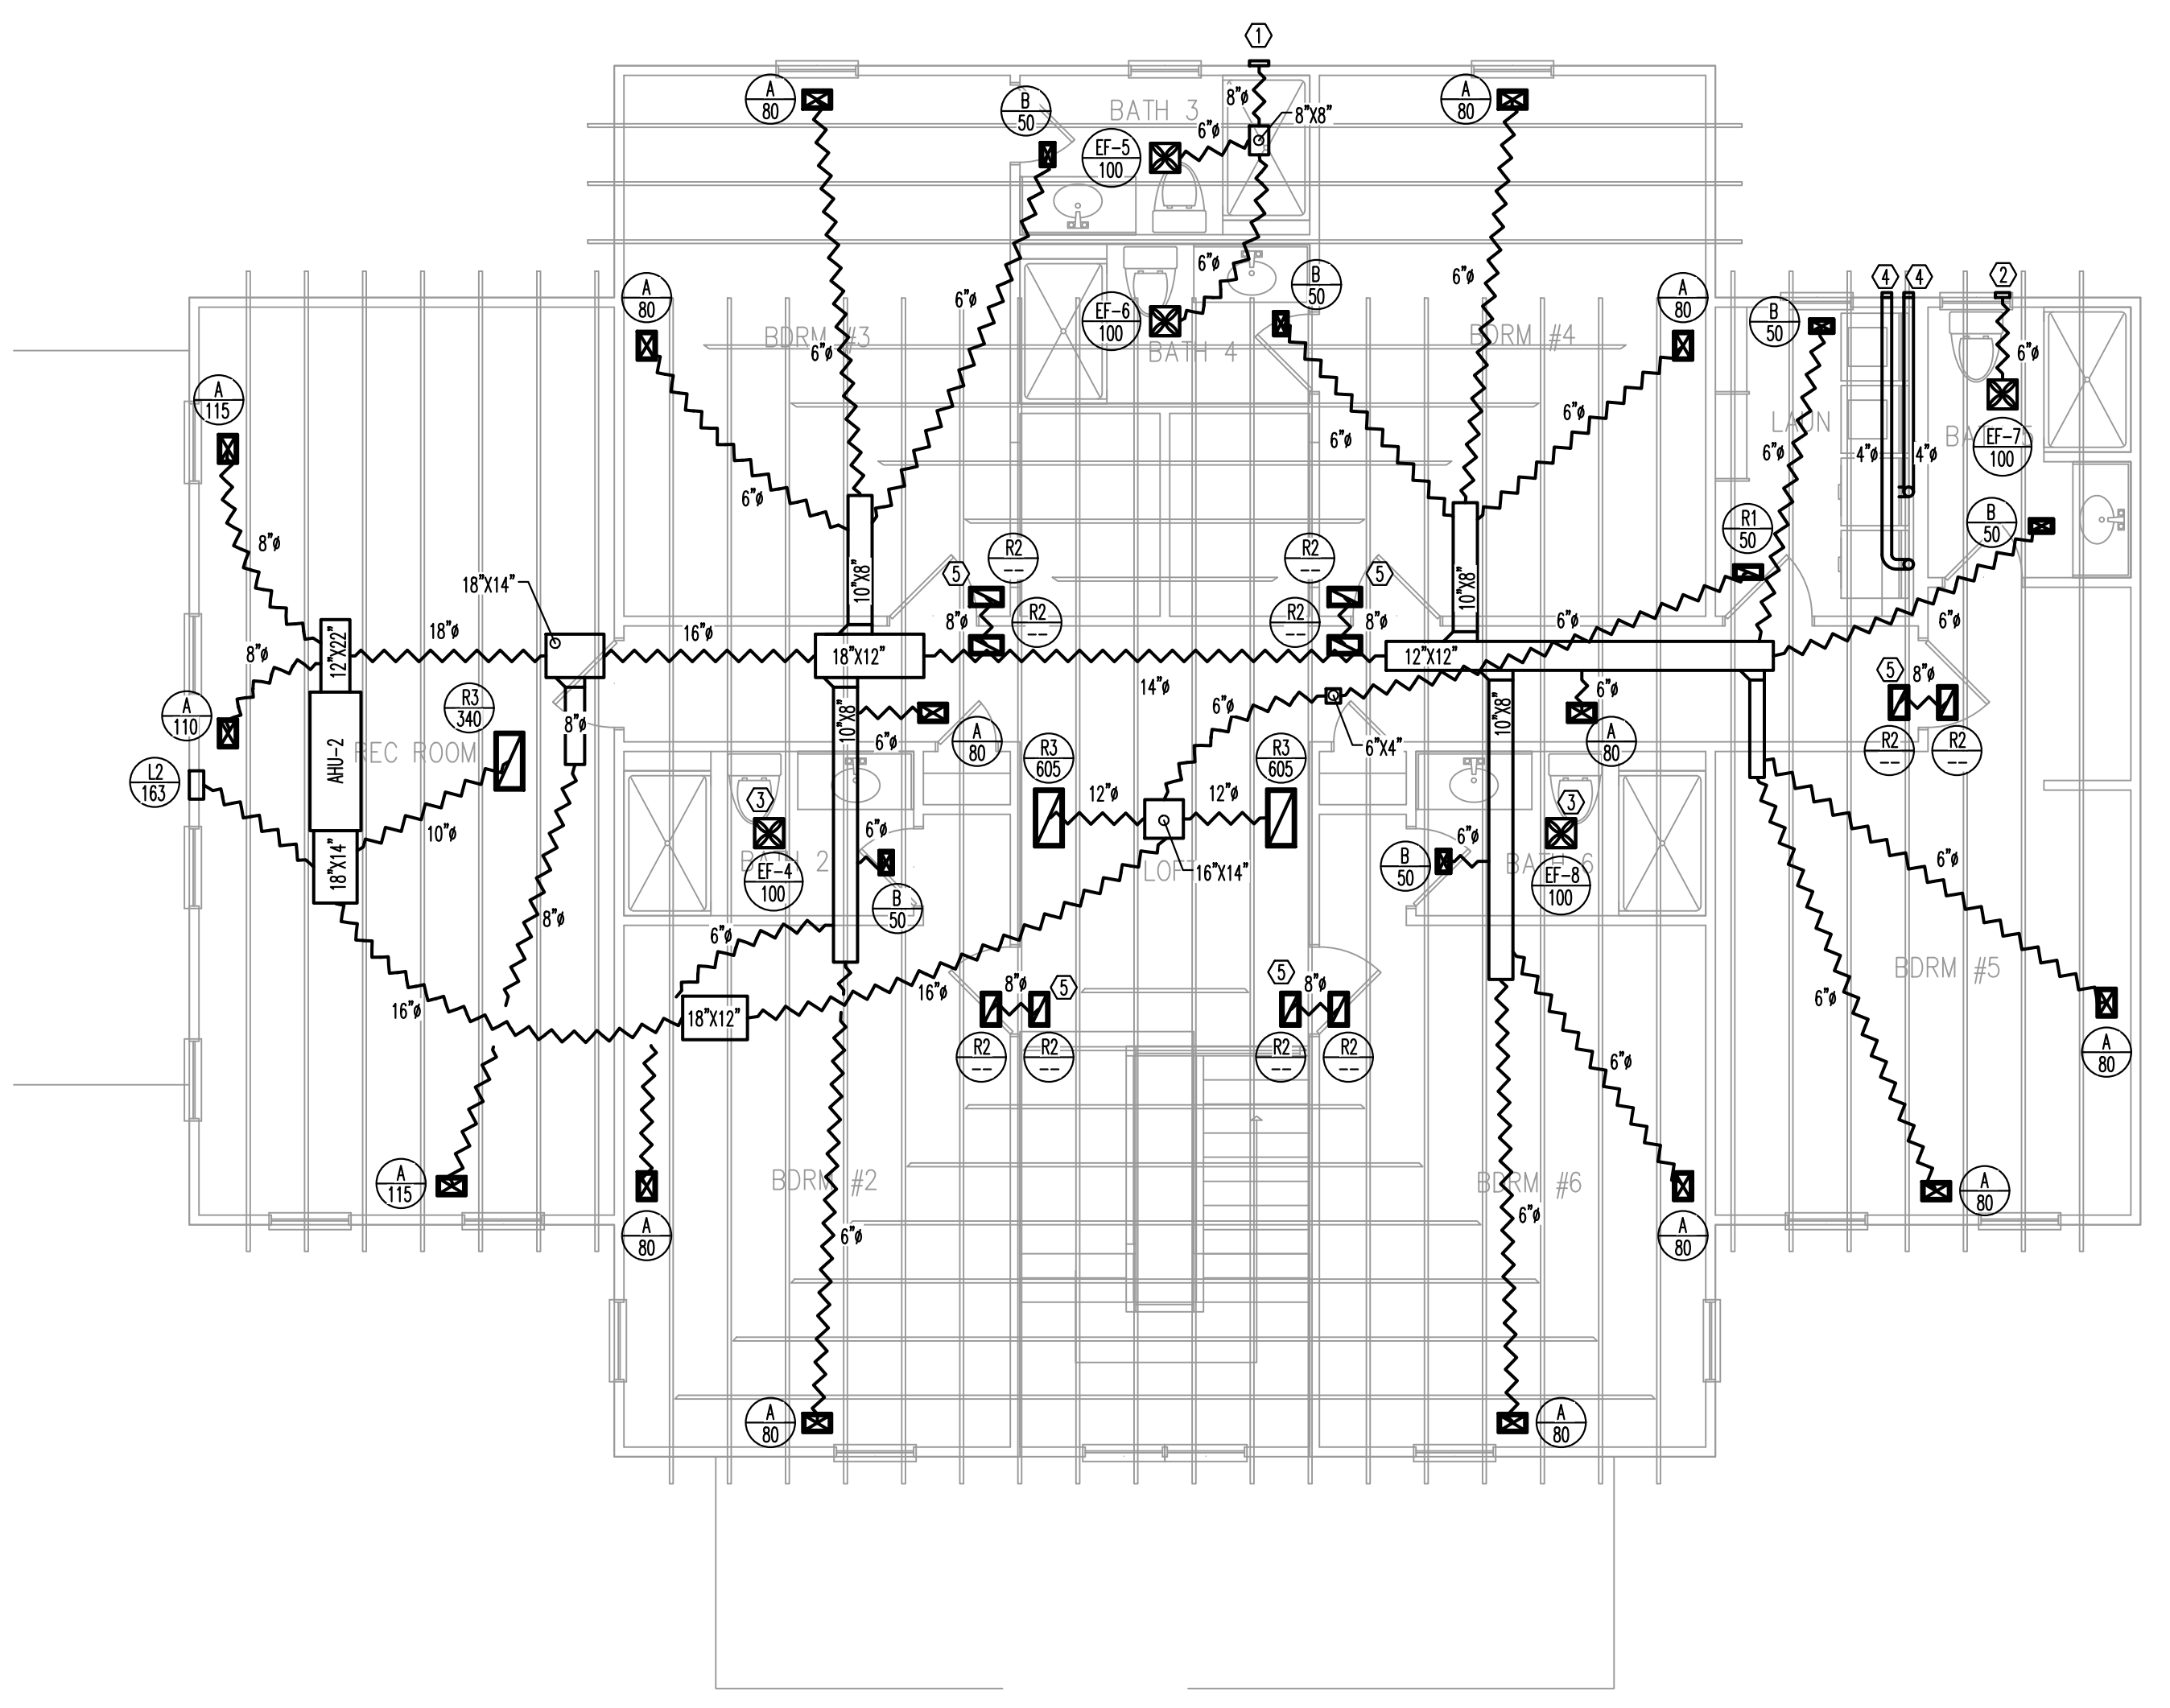 1
A
80
B
50
BATH 3
8"ø
8"X8"
A
80
6"ø
EF-5
100
A
80
6"ø
B
50
6"ø
A
80
4
4
2
6"ø
EF-6
100
B
50
BDRM #3
6"ø
BATH 4
BDRM #4
6"ø
A
115
6"ø
6"ø
LAUN
EF-7
100
6"ø
6"ø
6"ø
4"ø
4"ø
8"ø
18"X14"
R2
--
5
R2
--
5
R1
50
B
50
10"X8"
10"X8"
8"ø
R2
--
R2
--
8"ø
6"ø
6"ø
8"ø
12"X22"
18"ø
16"ø
18"X12"
12"X12"
14"ø
5
8"ø
A
110
R3
340
8"ø
10"X8"
6"ø
A
80
6"ø
6"X4"
10"X8"
6"ø
A
80
R2
--
R2
--
L2
163
AHU-2
REC ROOM
R3
605
R3
605
12"ø
12"ø
3
3
10"ø
6"ø
6"ø
18"X14"
BATH 2
EF-4
100
LOFT
16"X14"
B
50
BATH 6
EF-8
100
6"ø
B
50
8"ø
6"ø
16"ø
16"ø
18"X12"
8"ø
5
5
8"ø
BDRM #5
6"ø
R2
--
R2
--
R2
--
R2
--
6"ø
A
80
A
115
BDRM #2
BDRM #6
A
80
A
80
6"ø
6"ø
A
80
A
80
A
80